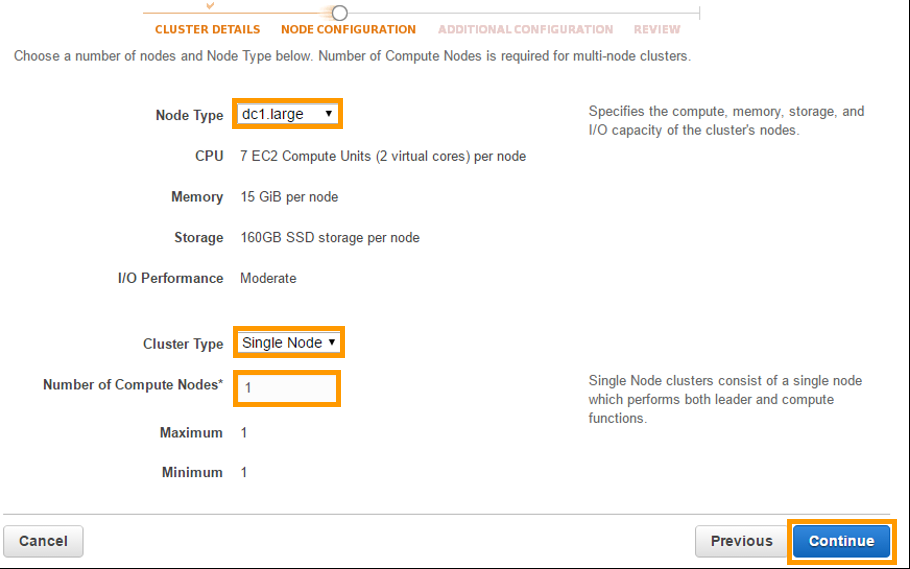 CLUSTER DETAILS NODE CONFIGURATION ADDITIONAL CONFIGURATION REVIEW
Choose a number of nodes and Node Type below. Number of Compute Nodes is required for multi-node clusters.
Node Type dc1.large
Specifies the compute, memory, storage, and
I/O capacity of the cluster's nodes.
CPU 7 EC2 Compute Units (2 virtual cores) per node
Memory 15 GiB per node
Storage 160GB SSD storage per node
I/O Performance Moderate
Cluster Type Single Node
Number of Compute Nodes* 1
Single Node clusters consist of a single node
which performs both leader and compute
functions.
Maximum 1
Minimum 1
Cancel Previous Continue